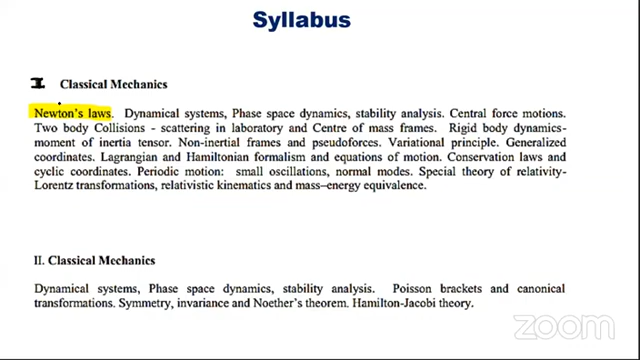 Syllabus
I. Classical Mechanics
Newton's laws. Dynamical systems, Phase space dynamics, stability analysis. Central force motions.
Two body Collisions - scattering in laboratory and Centre of mass frames. Rigid body dynamics-
moment of inertia tensor. Non-inertial frames and pseudoforces. Variational principle. Generalized
coordinates. Lagrangian and Hamiltonian formalism and equations of motion. Conservation laws and
cyclic coordinates. Periodic motion: small oscillations, normal modes. Special theory of relativity-
Lorentz transformations, relativistic kinematics and mass–energy equivalence.
II. Classical Mechanics
Dynamical systems, Phase space dynamics, stability analysis. Poisson brackets and canonical
transformations. Symmetry, invariance and Noether's theorem. Hamilton-Jacobi theory.
zoom